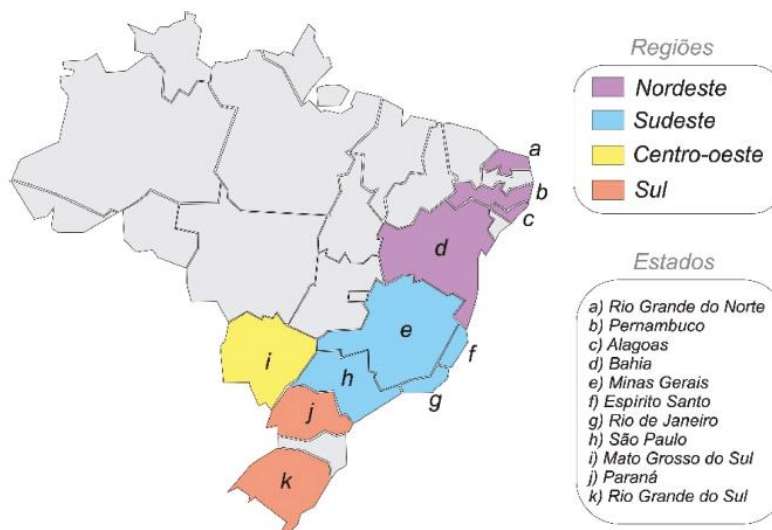 Regiões
Nordeste
Sudeste
Centro-oeste
Sul
a
b
c
d
e
f
g
h
i
j
k
Estados
a) Rio Grande do Norte
b) Pernambuco
c) Alagoas
d) Bahia
e) Minas Gerais
f) Espirito Santo
g) Rio de Janeiro
h) São Paulo
i) Mato Grosso do Sul
j) Paraná
k) Rio Grande do Sul